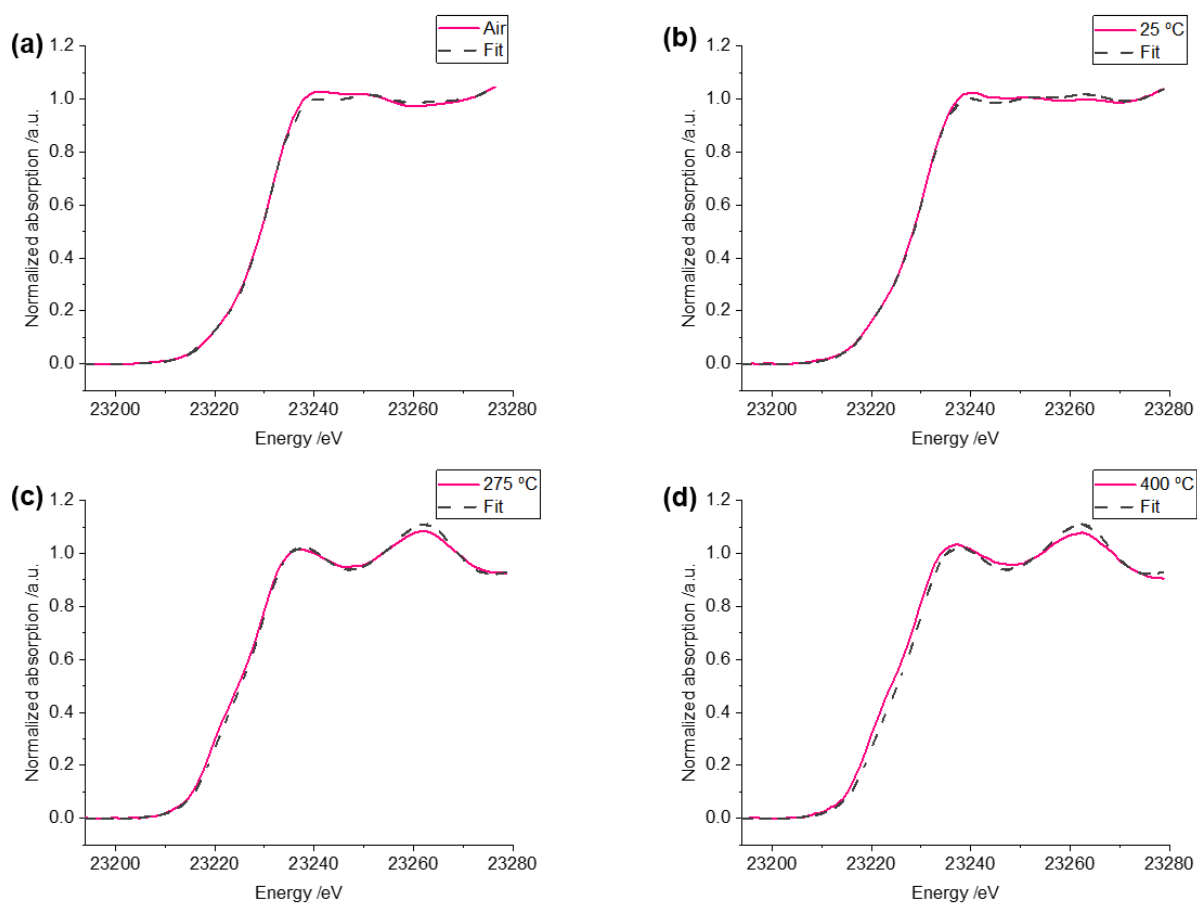 (a)
Air
Fit
1.2
1.0
0.8
0.6
0.4
0.2
0.0
Normalized absorption /a.u.
23200 23220 23240 23260 23280
Energy /eV
(b)
25 ºC
Fit
1.2
1.0
0.8
0.6
0.4
0.2
0.0
Normalized absorption /a.u.
23200 23220 23240 23260 23280
Energy /eV
(c)
275 ºC
Fit
1.2
1.0
0.8
0.6
0.4
0.2
0.0
Normalized absorption /a.u.
23200 23220 23240 23260 23280
Energy /eV
(d)
400 ºC
Fit
1.2
1.0
0.8
0.6
0.4
0.2
0.0
Normalized absorption /a.u.
23200 23220 23240 23260 23280
Energy /eV